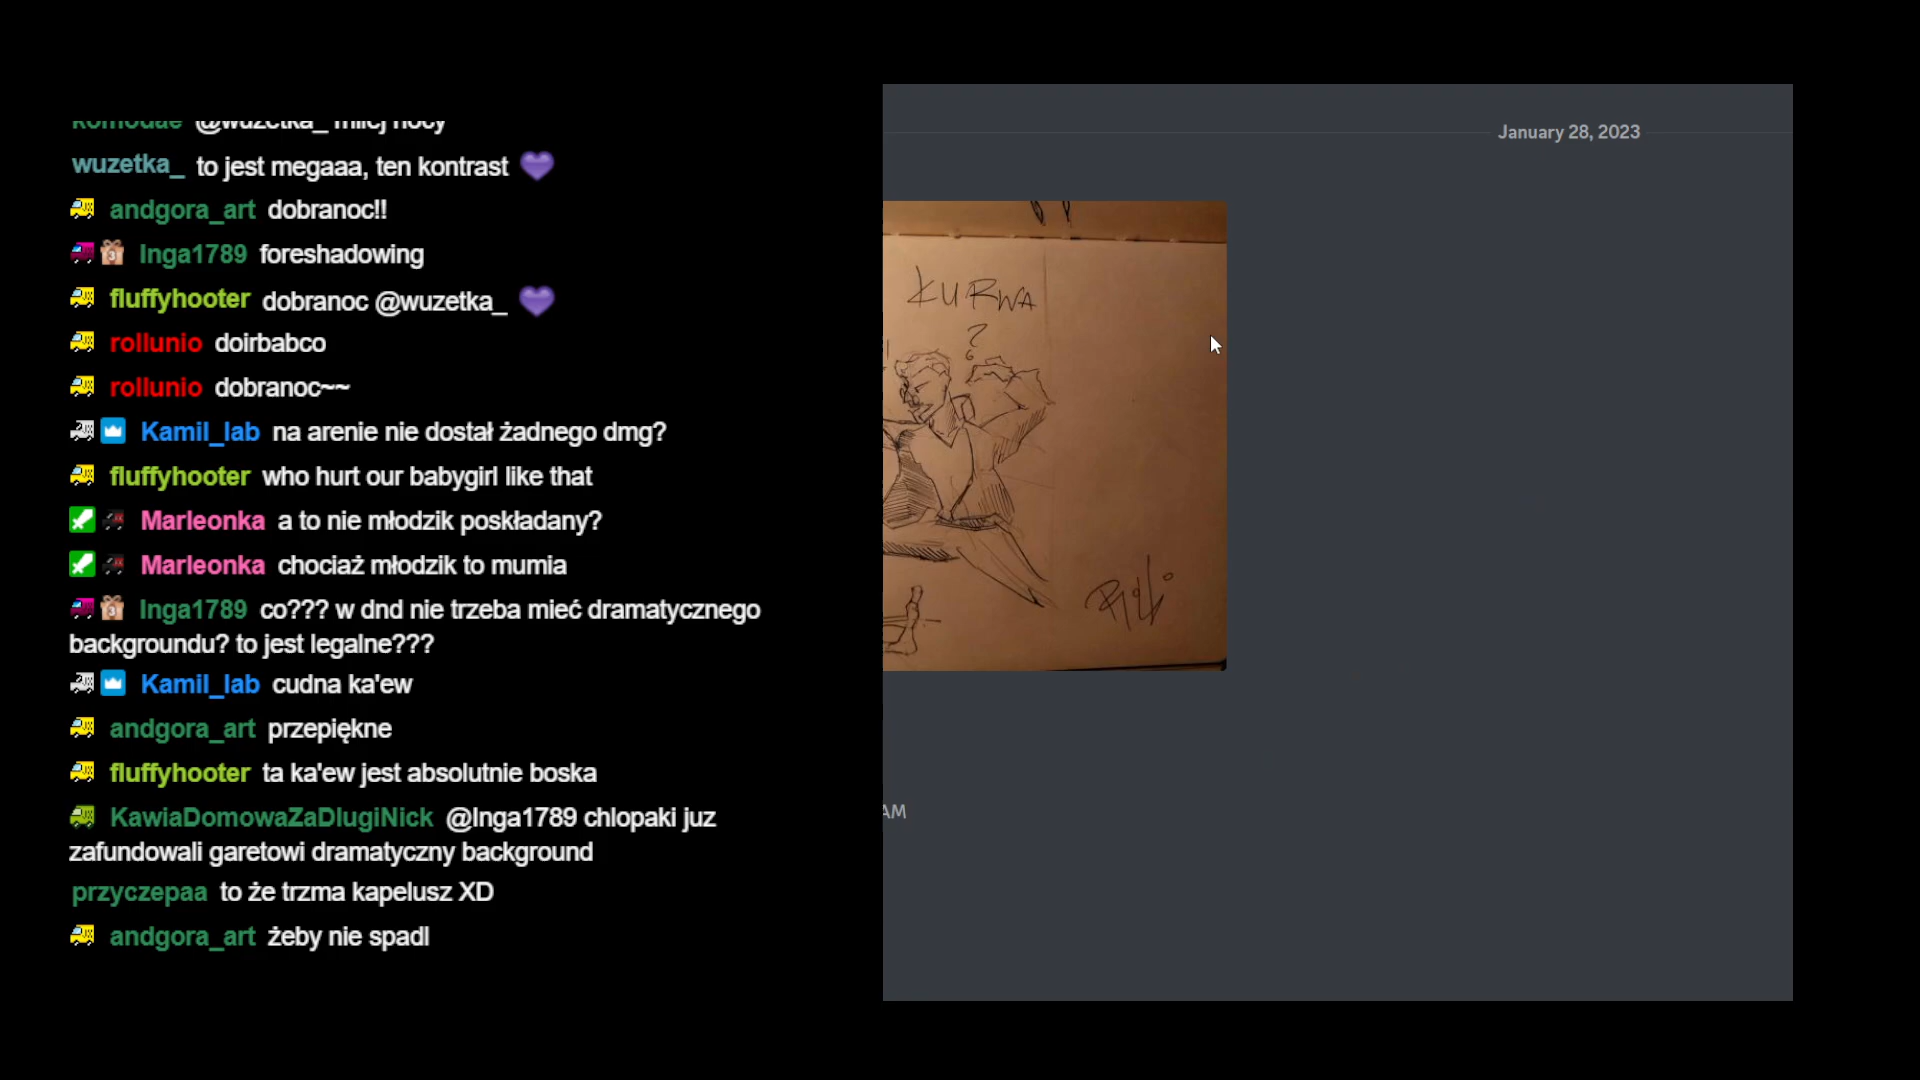 komodae @wuzetka_ miłej nocy
wuzetka_ to jest megaaa, ten kontrast
andgora_art dobranoc!!
Inga1789 foreshadowing
fluffyhooter dobranoc @wuzetka_
rollunio doirbabco
rollunio dobranoc~~
Kamil_lab na arenie nie dostał żadnego dmg?
fluffyhooter who hurt our babygirl like that
Marleonka a to nie młodzik poskładany?
Marleonka chociaż młodzik to mumia
Inga1789 co??? w dnd nie trzeba mieć dramatycznego
backgroundu? to jest legalne???
Kamil_lab cudna ka'ew
andgora_art przepiękne
fluffyhooter ta ka'ew jest absolutnie boska
KawiaDomowaZaDlugiNick @Inga1789 chlopaki juz
zafundowali garetowi dramatyczny background
przyczepaa to że trzma kapelusz XD
andgora_art żeby nie spadl
January 28, 2023
KURWA
?
AM